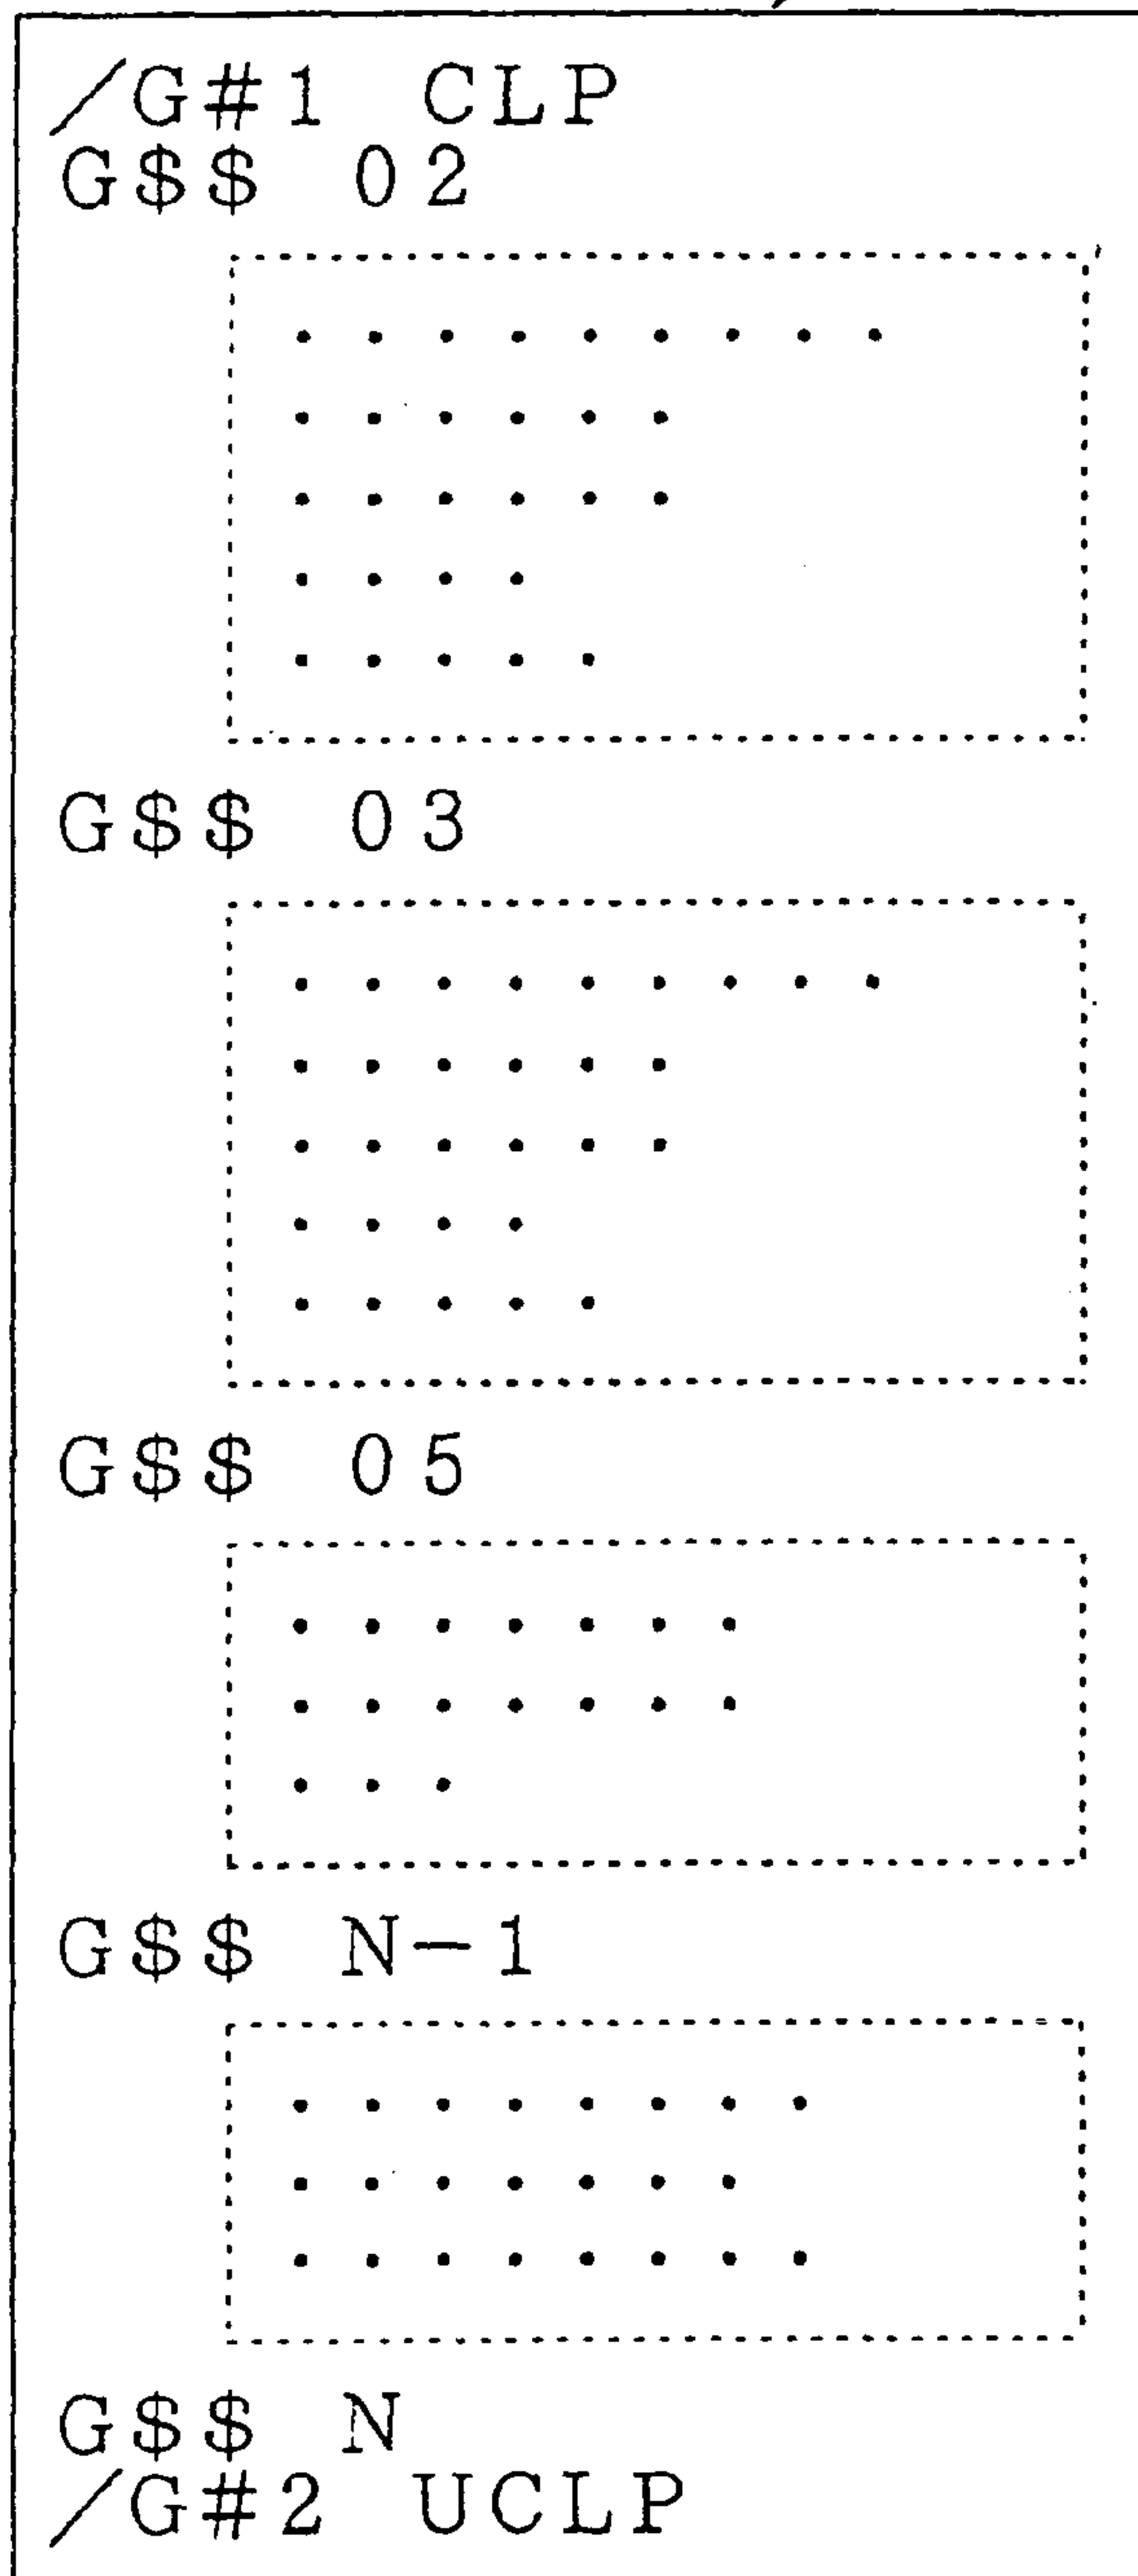 /G#1 CLP
G$$ 02
. . . . . . . . .
. . . . . .
. . . . . .
. . . .
. . . . .
G$$ 03
. . . . . . . . .
. . . . . .
. . . . . .
. . . .
. . . . .
G$$ 05
. . . . . . .
. . . . . . .
. . .
G$$ N-1
. . . . . . . .
. . . . . . .
. . . . . . . .
G$$ N
/G#2 UCLP